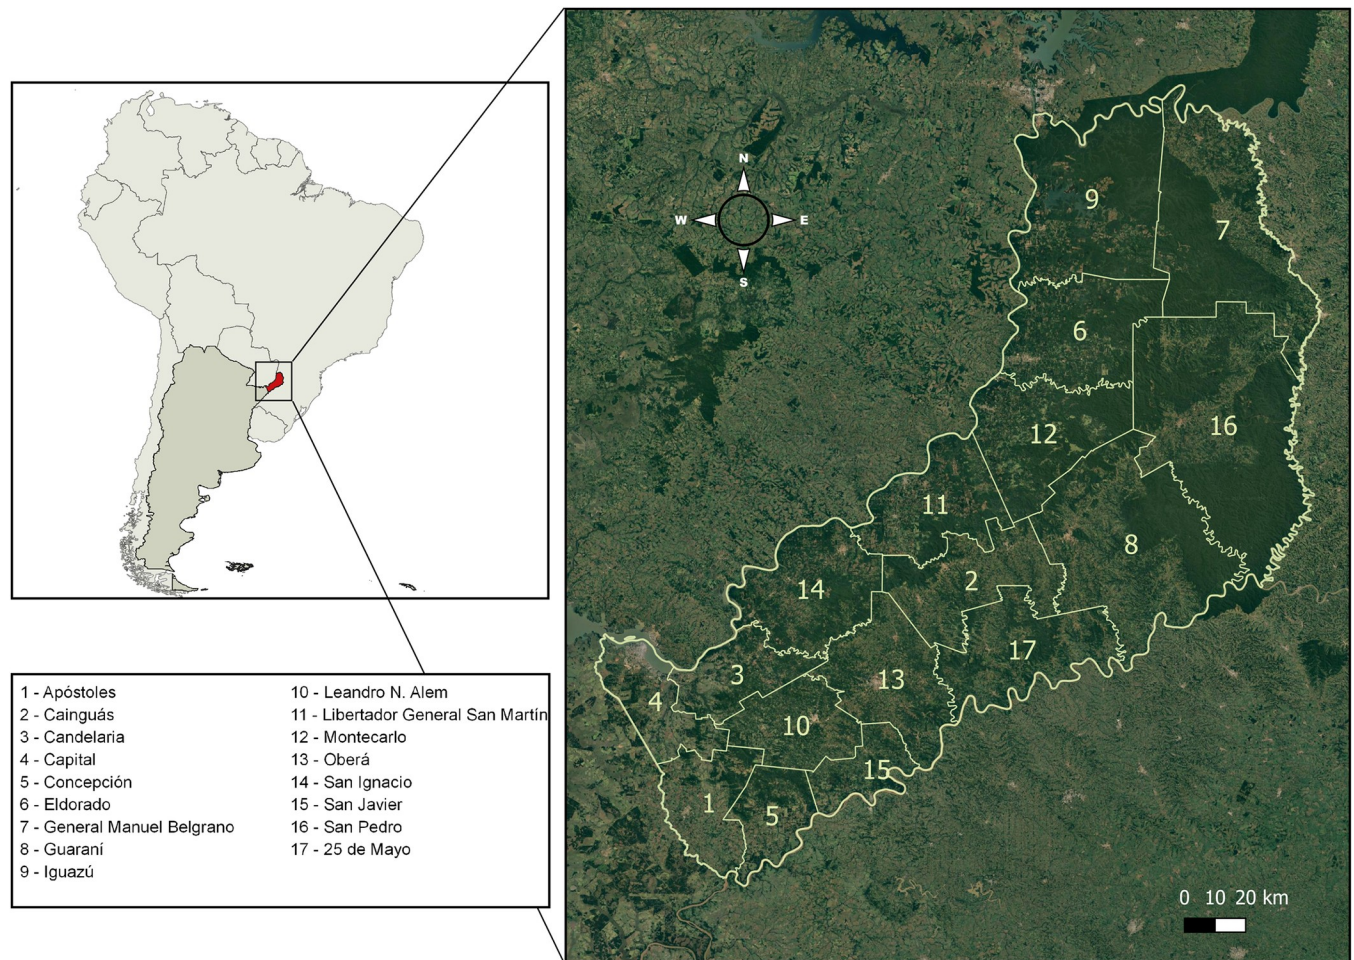 N
W
E
S
9
7
6
16
12
11
8
2
14
17
3
13
4
10
15
1
5
1 - Apóstoles
2 - Cainguás
3 - Candelaria
4 - Capital
5 - Concepción
6 - Eldorado
7 - General Manuel Belgrano
8 - Guaraní
9 - Iguazú
10 - Leandro N. Alem
11 - Libertador General San Martín
12 - Montecarlo
13 - Oberá
14 - San Ignacio
15 - San Javier
16 - San Pedro
17 - 25 de Mayo
0 10 20 km